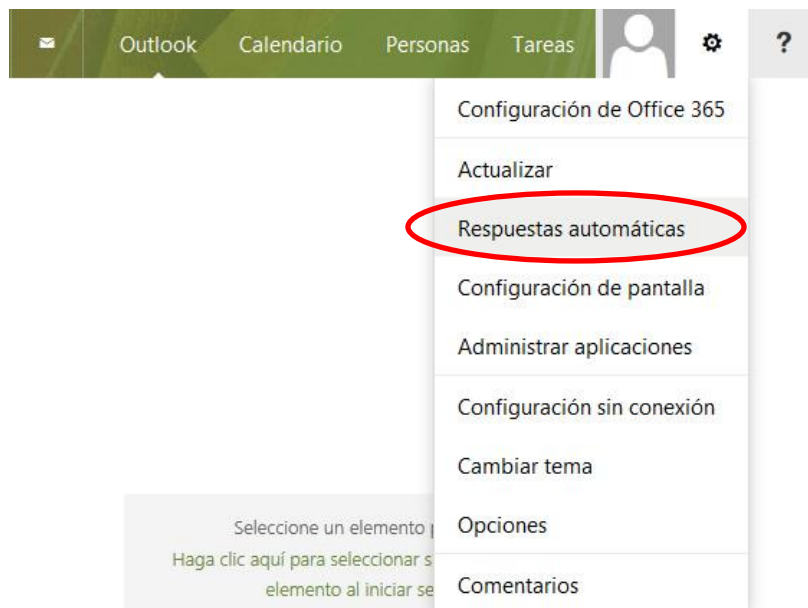 Outlook Calendario Personas Tareas ?
Configuración de Office 365
Actualizar
Respuestas automáticas
Configuración de pantalla
Administrar aplicaciones
Configuración sin conexión
Cambiar tema
Opciones
Comentarios
Seleccione un elemento
Haga clic aquí para seleccionar
elemento al iniciar